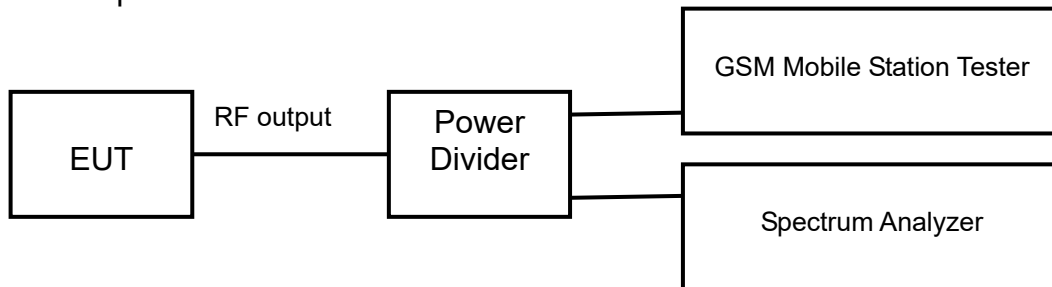 EUT
RF output
Power
Divider
GSM Mobile Station Tester
Spectrum Analyzer